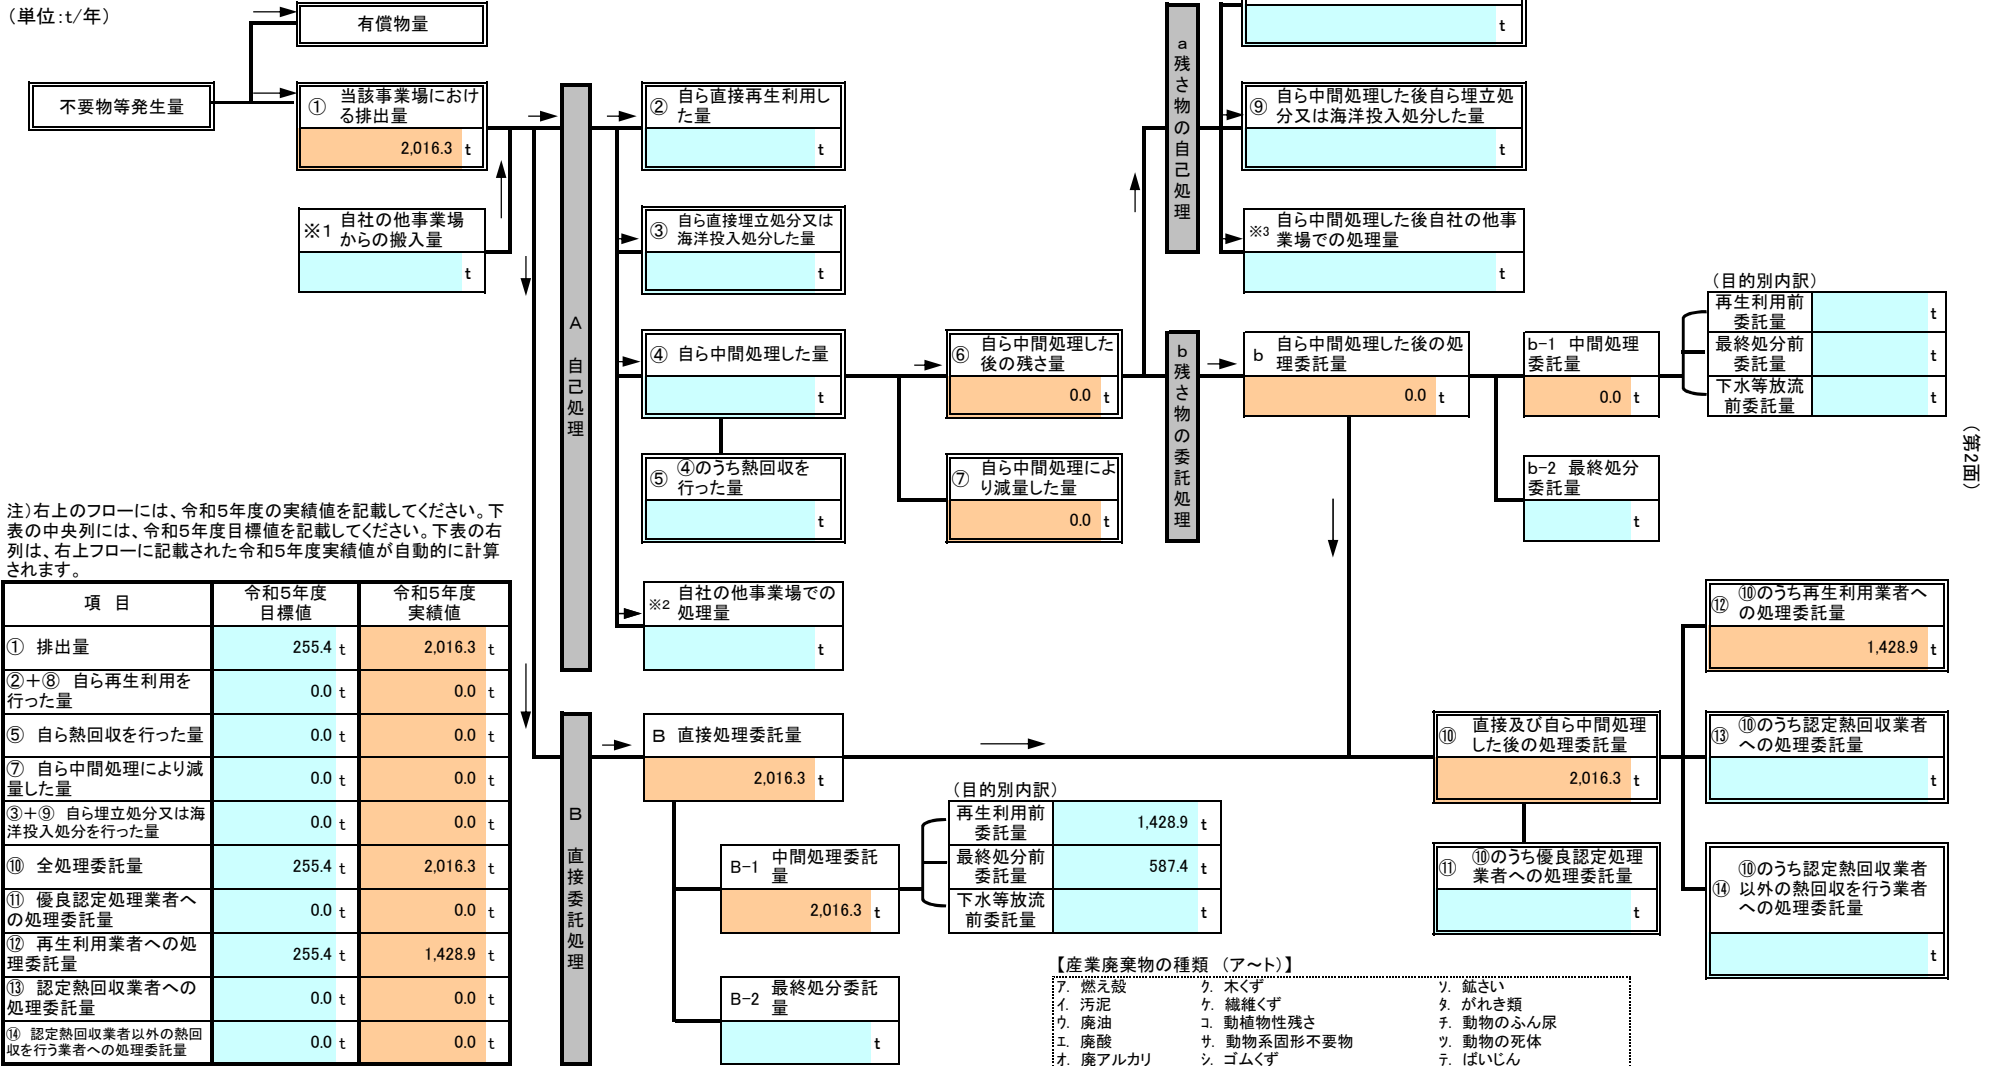 （単位:t/年）
有償物量
不要物等発生量
① 当該事業場におけ
る排出量
2,016.3 t
※1 自社の他事業場
からの搬入量
t
A
自己処理
② 自ら直接再生利用し
た量
t
③ 自ら直接埋立処分又は
海洋投入処分した量
t
④ 自ら中間処理した量
t
⑤ ④のうち熱回収を
行った量
t
※2 自社の他事業場での
処理量
t
⑥ 自ら中間処理した
後の残さ量
0.0 t
⑦ 自ら中間処理によ
り減量した量
0.0 t
a残さ物の自己処理
t
⑨ 自ら中間処理した後自ら埋立処
分又は海洋投入処分した量
t
※3 自ら中間処理した後自社の他事
業場での処理量
t
b残さ物の委託処理
b 自ら中間処理した後の処
理委託量
0.0 t
b-1 中間処理
委託量
0.0 t
b-2 最終処分
委託量
t
（目的別内訳）
再生利用前
委託量
t
最終処分前
委託量
t
下水等放流
前委託量
t
（第2面）
注）右上のフローには、令和5年度の実績値を記載してください。下
表の中央列には、令和5年度目標値を記載してください。下表の右
列は、右上フローに記載された令和5年度実績値が自動的に計算
されます。
項 目
令和5年度
目標値
令和5年度
実績値
① 排出量 255.4 t 2,016.3 t
②＋⑧ 自ら再生利用を
行った量 0.0 t 0.0 t
⑤ 自ら熱回収を行った量 0.0 t 0.0 t
⑦ 自ら中間処理により減
量した量 0.0 t 0.0 t
③＋⑨ 自ら埋立処分又は海
洋投入処分を行った量 0.0 t 0.0 t
⑩ 全処理委託量 255.4 t 2,016.3 t
⑪ 優良認定処理業者へ
の処理委託量 0.0 t 0.0 t
⑫ 再生利用業者への処
理委託量 255.4 t 1,428.9 t
⑬ 認定熱回収業者への
処理委託量 0.0 t 0.0 t
⑭ 認定熱回収業者以外の熱回
収を行う業者への処理委託量 0.0 t 0.0 t
B
直接委託処理
B 直接処理委託量
2,016.3 t
B-1 中間処理委託
量
2,016.3 t
B-2 最終処分委託
量
t
（目的別内訳）
再生利用前
委託量
1,428.9 t
最終処分前
委託量
587.4 t
下水等放流
前委託量
t
⑩ 直接及び自ら中間処理
した後の処理委託量
2,016.3 t
⑪ ⑩のうち優良認定処理
業者への処理委託量
t
⑫ ⑩のうち再生利用業者へ
の処理委託量
1,428.9 t
⑬ ⑩のうち認定熱回収業者
への処理委託量
t
⑭ ⑩のうち認定熱回収業者
以外の熱回収を行う業者
への処理委託量
t
【産業廃棄物の種類 （ア～ト）】
ア. 燃え殻 ク. 木くず ソ. 鉱さい
イ. 汚泥 ケ. 繊維くず タ. がれき類
ウ. 廃油 コ. 動植物性残さ チ. 動物のふん尿
エ. 廃酸 サ. 動物系固形不要物 ツ. 動物の死体
オ. 廃アルカリ シ. ゴムくず テ. ばいじん